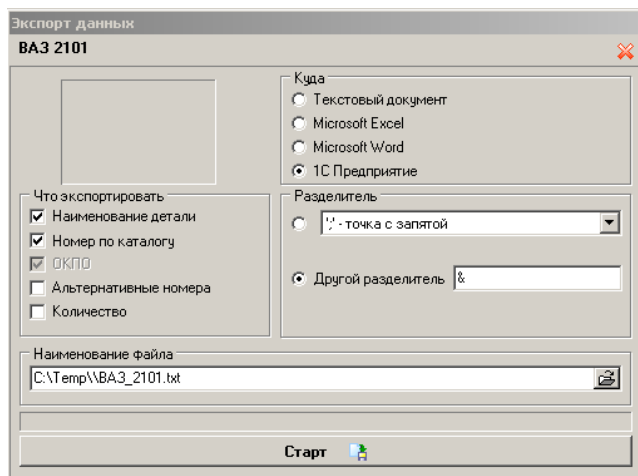 Экспорт данных
ВАЗ 2101
Куда
Текстовый документ
Microsoft Excel
Microsoft Word
1С Предприятие
Что экспортировать
Наименование детали
Номер по каталогу
ОКПО
Альтернативные номера
Количество
Разделитель
';' - точка с запятой
Другой разделитель &
Наименование файла
C:\Temp\\ВАЗ_2101.txt
Старт